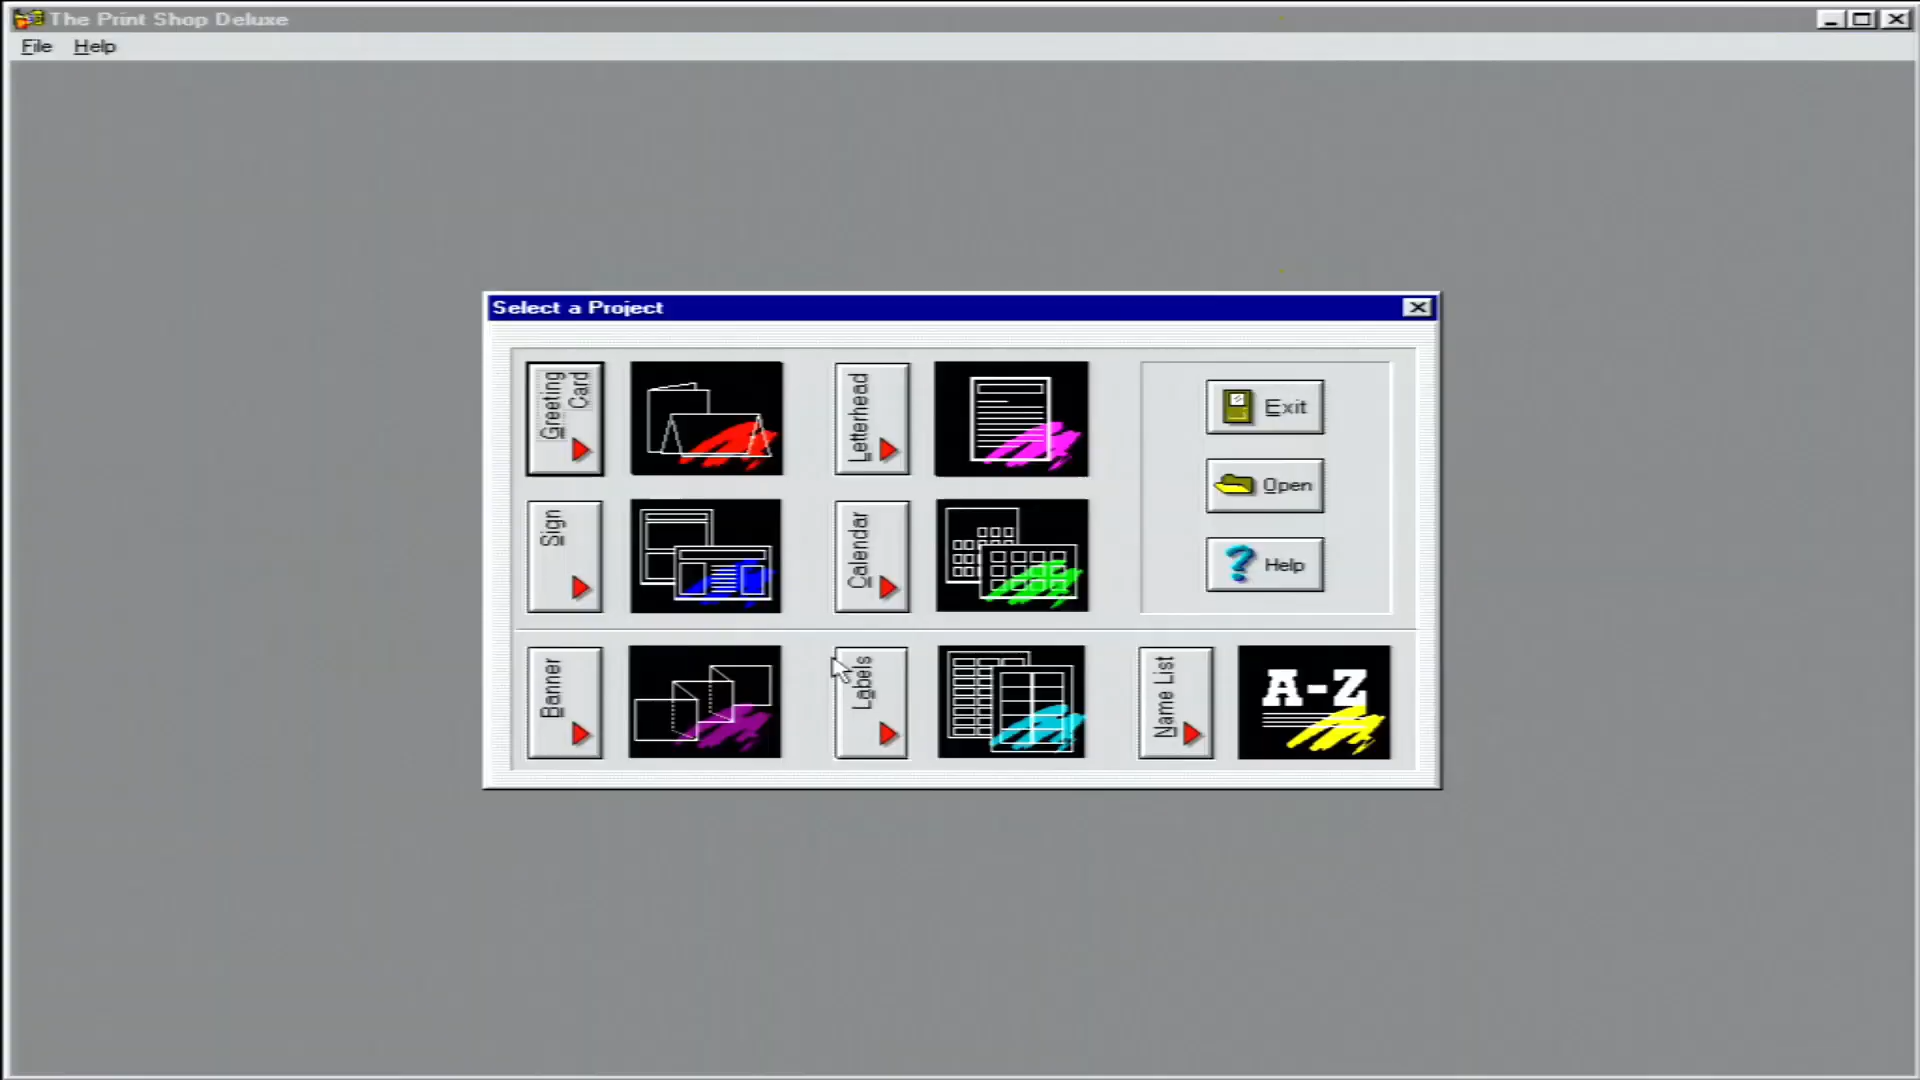 The Print Shop Deluxe
File Help
Select a Project
Greeting
Card
Letterhead
Exit
Open
Sign
Calendar
Help
Banner
Labels
Name List
A-Z